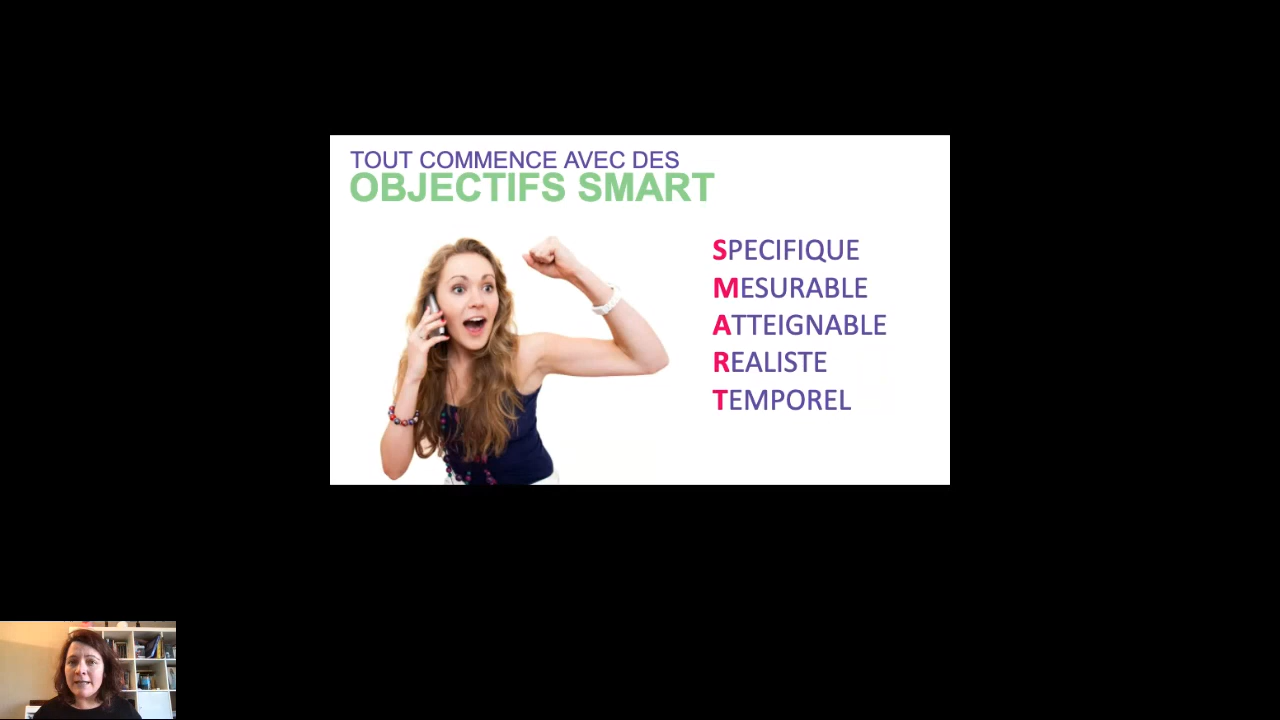 TOUT COMMENCE AVEC DES
OBJECTIFS SMART
SPECIFIQUE
MESURABLE
ATTEIGNABLE
REALISTE
TEMPOREL